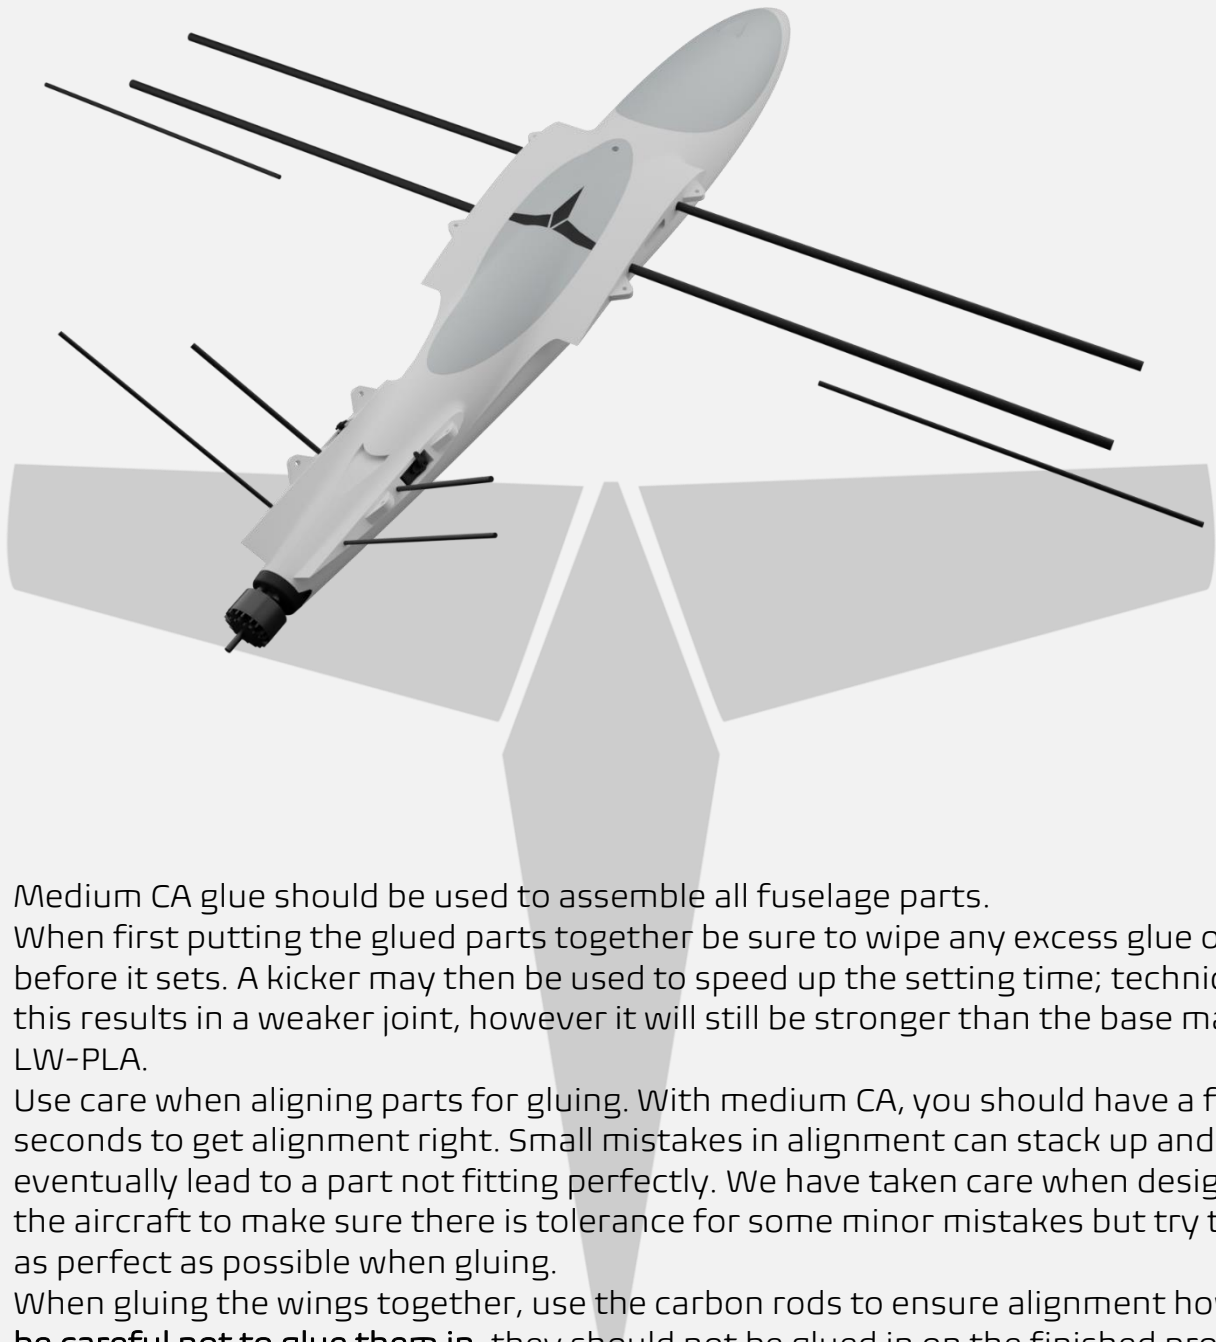 Medium CA glue should be used to assemble all fuselage parts.
When first putting the glued parts together be sure to wipe any excess glue
before it sets. A kicker may then be used to speed up the setting time;
this results in a weaker joint, however it will still be stronger than the base
LW-PLA.
Use care when aligning parts for gluing. With medium CA, you should have a
seconds to get alignment right. Small mistakes in alignment can stack up and
eventually lead to a part not fitting perfectly. We have taken care when
the aircraft to make sure there is tolerance for some minor mistakes but try
as perfect as possible when gluing.
When gluing the wings together, use the carbon rods to ensure alignment
be careful not to glue them in, they should not be glued in on the finished